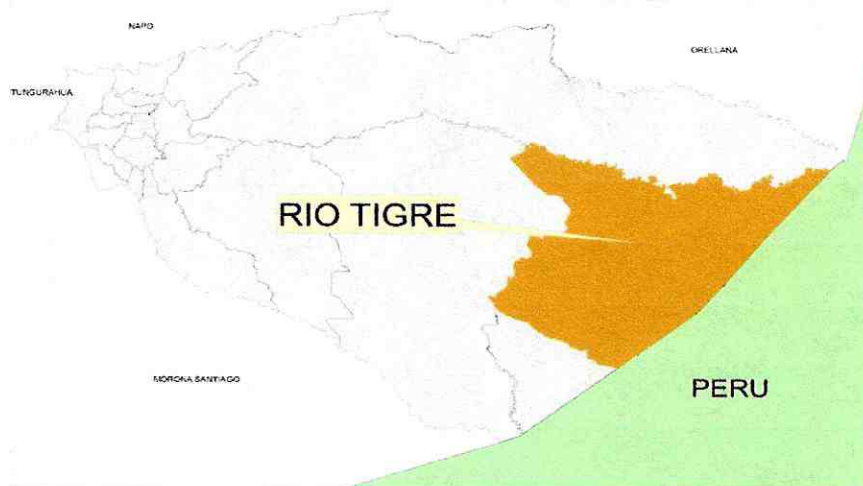 NAPO
ORELLANA
TUNGURAHUA
RIO TIGRE
MORONA SANTIAGO
PERU